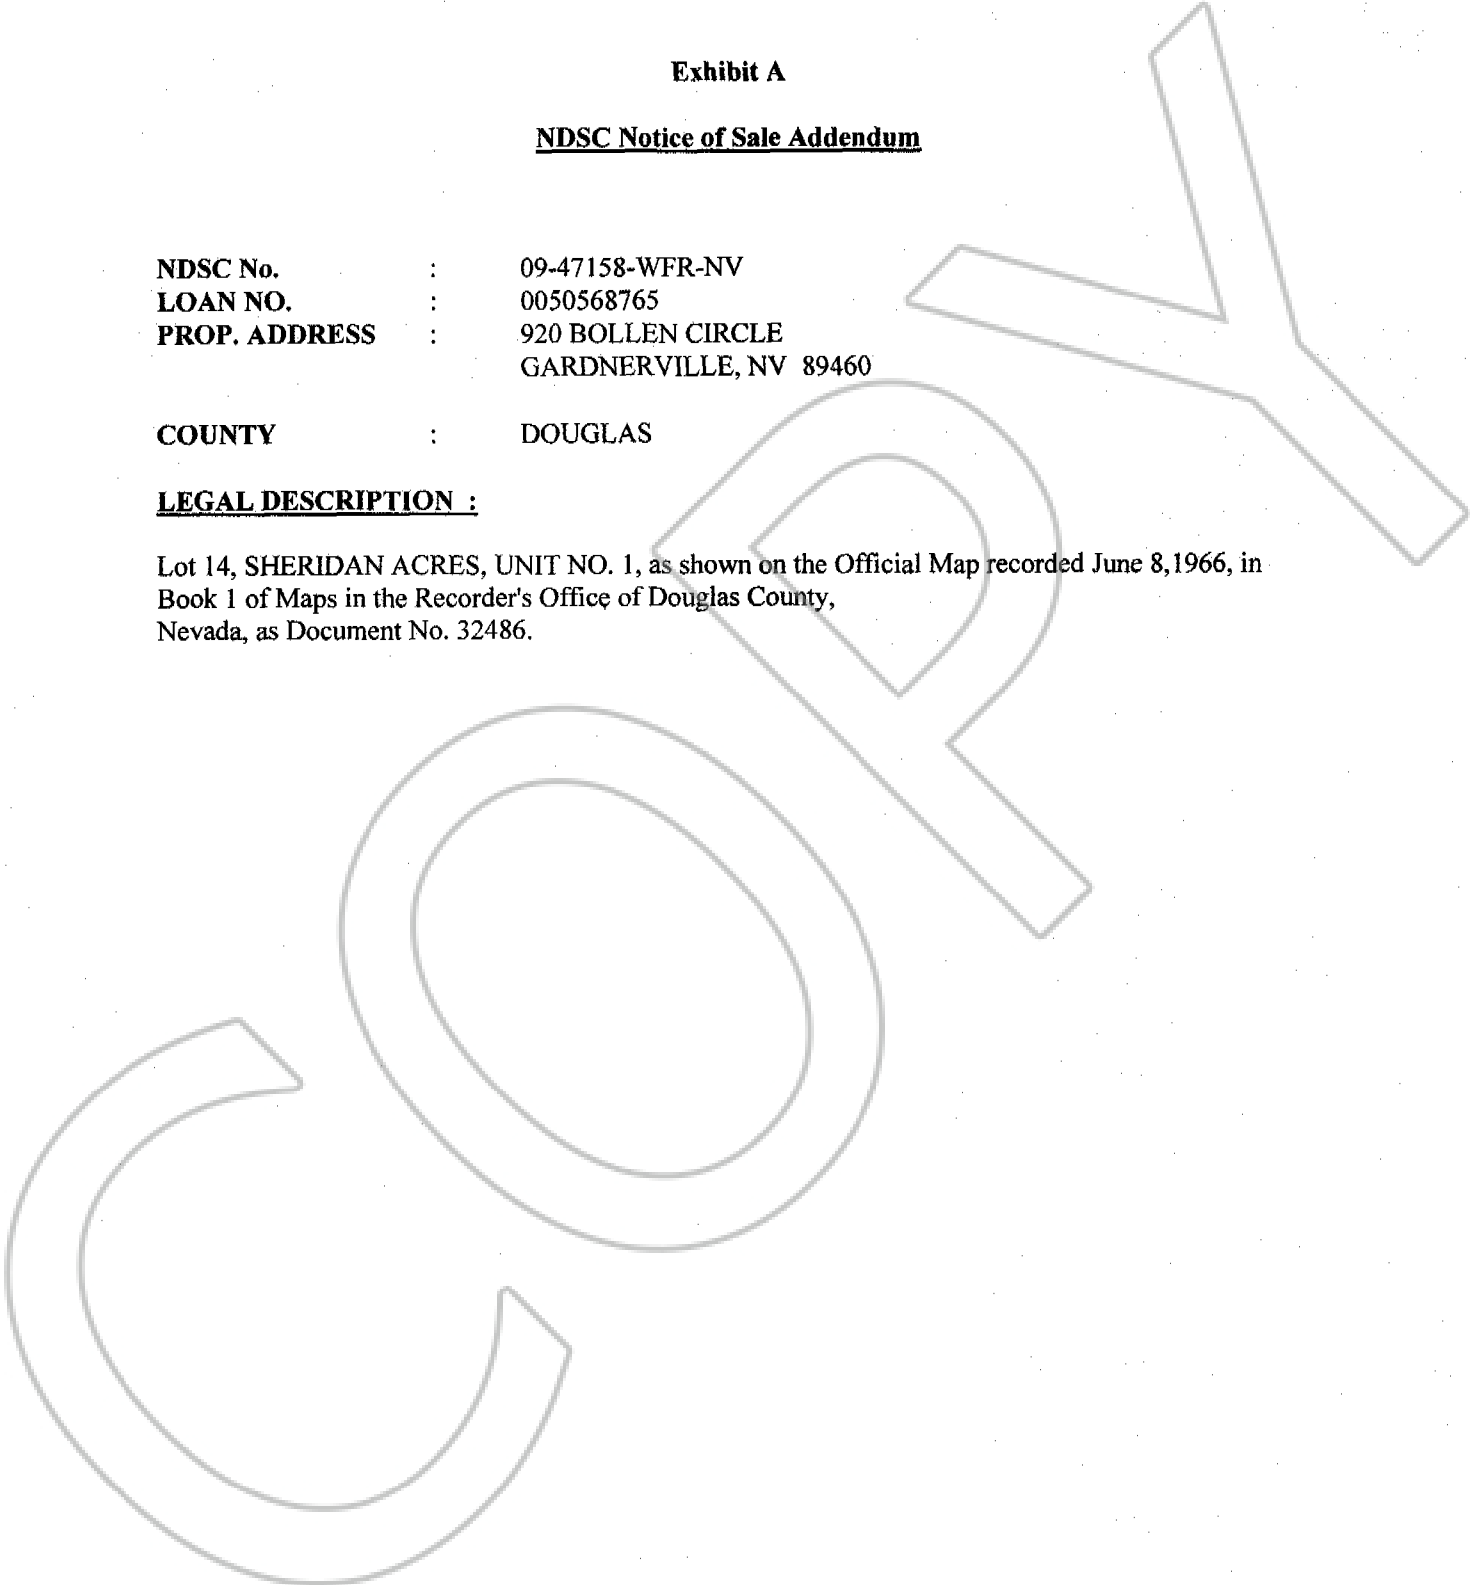 Exhibit A
NDSC Notice of Sale Addendum
NDSC No. : 09-47158-WFR-NV
LOAN NO. : 0050568765
PROP. ADDRESS : 920 BOLLEN CIRCLE
GARDNERVILLE, NV 89460
COUNTY : DOUGLAS
LEGAL DESCRIPTION :
Lot 14, SHERIDAN ACRES, UNIT NO. 1, as shown on the Official Map recorded June 8,1966, in
Book 1 of Maps in the Recorder's Office of Douglas County,
Nevada, as Document No. 32486.
COPY